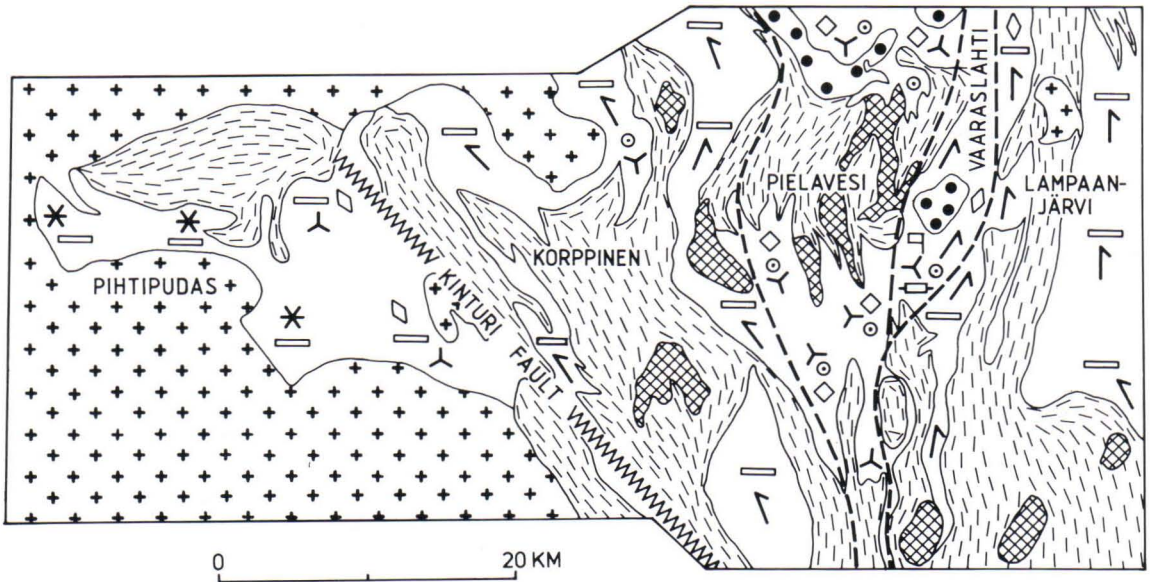 VAARASLAHTI
PIELAVESI
LAMPAAN-
JÄRVI
KORPPINEN
PIHTIPUDAS
KINTURI
FAULT
0 20 KM